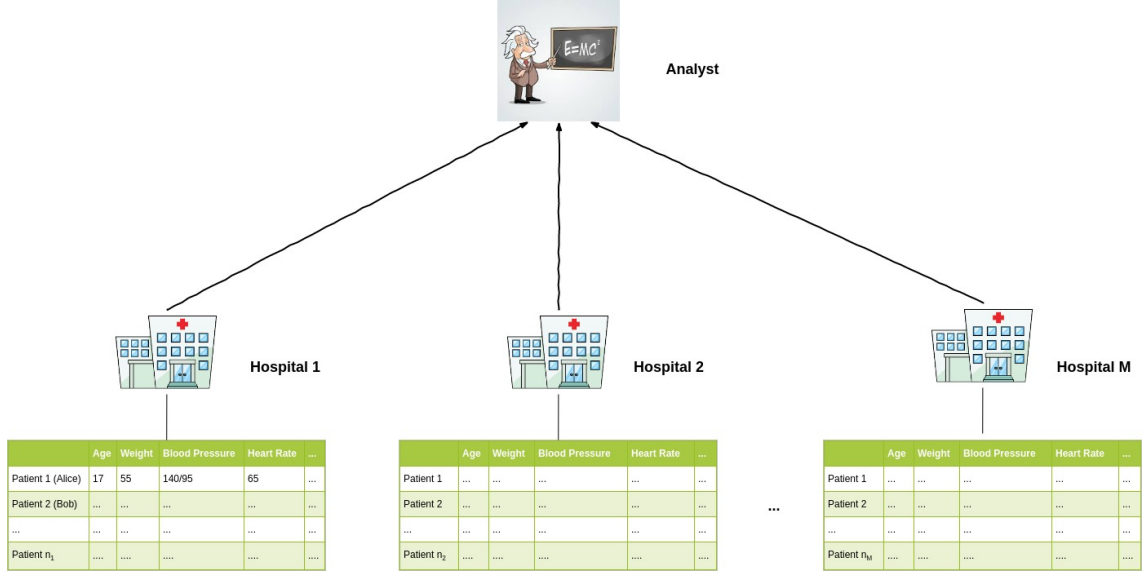 E=MC²
Analyst
Hospital 1
Hospital 2
Hospital M
Age Weight Blood Pressure Heart Rate ...
Patient 1 (Alice) 17 55 140/95 65 ...
Patient 2 (Bob) ... ... ... ... ...
... ... ... ... ... ...
Patient n₁ .... .... .... .... ....
Age Weight Blood Pressure Heart Rate ...
Patient 1 ... ... ... ... ...
Patient 2 ... ... ... ... ...
... ... ... ... ... ...
Patient n₂ .... .... .... .... ....
...
Age Weight Blood Pressure Heart Rate ...
Patient 1 ... ... ... ... ...
Patient 2 ... ... ... ... ...
... ... ... ... ... ...
Patient n_M .... .... .... .... ....